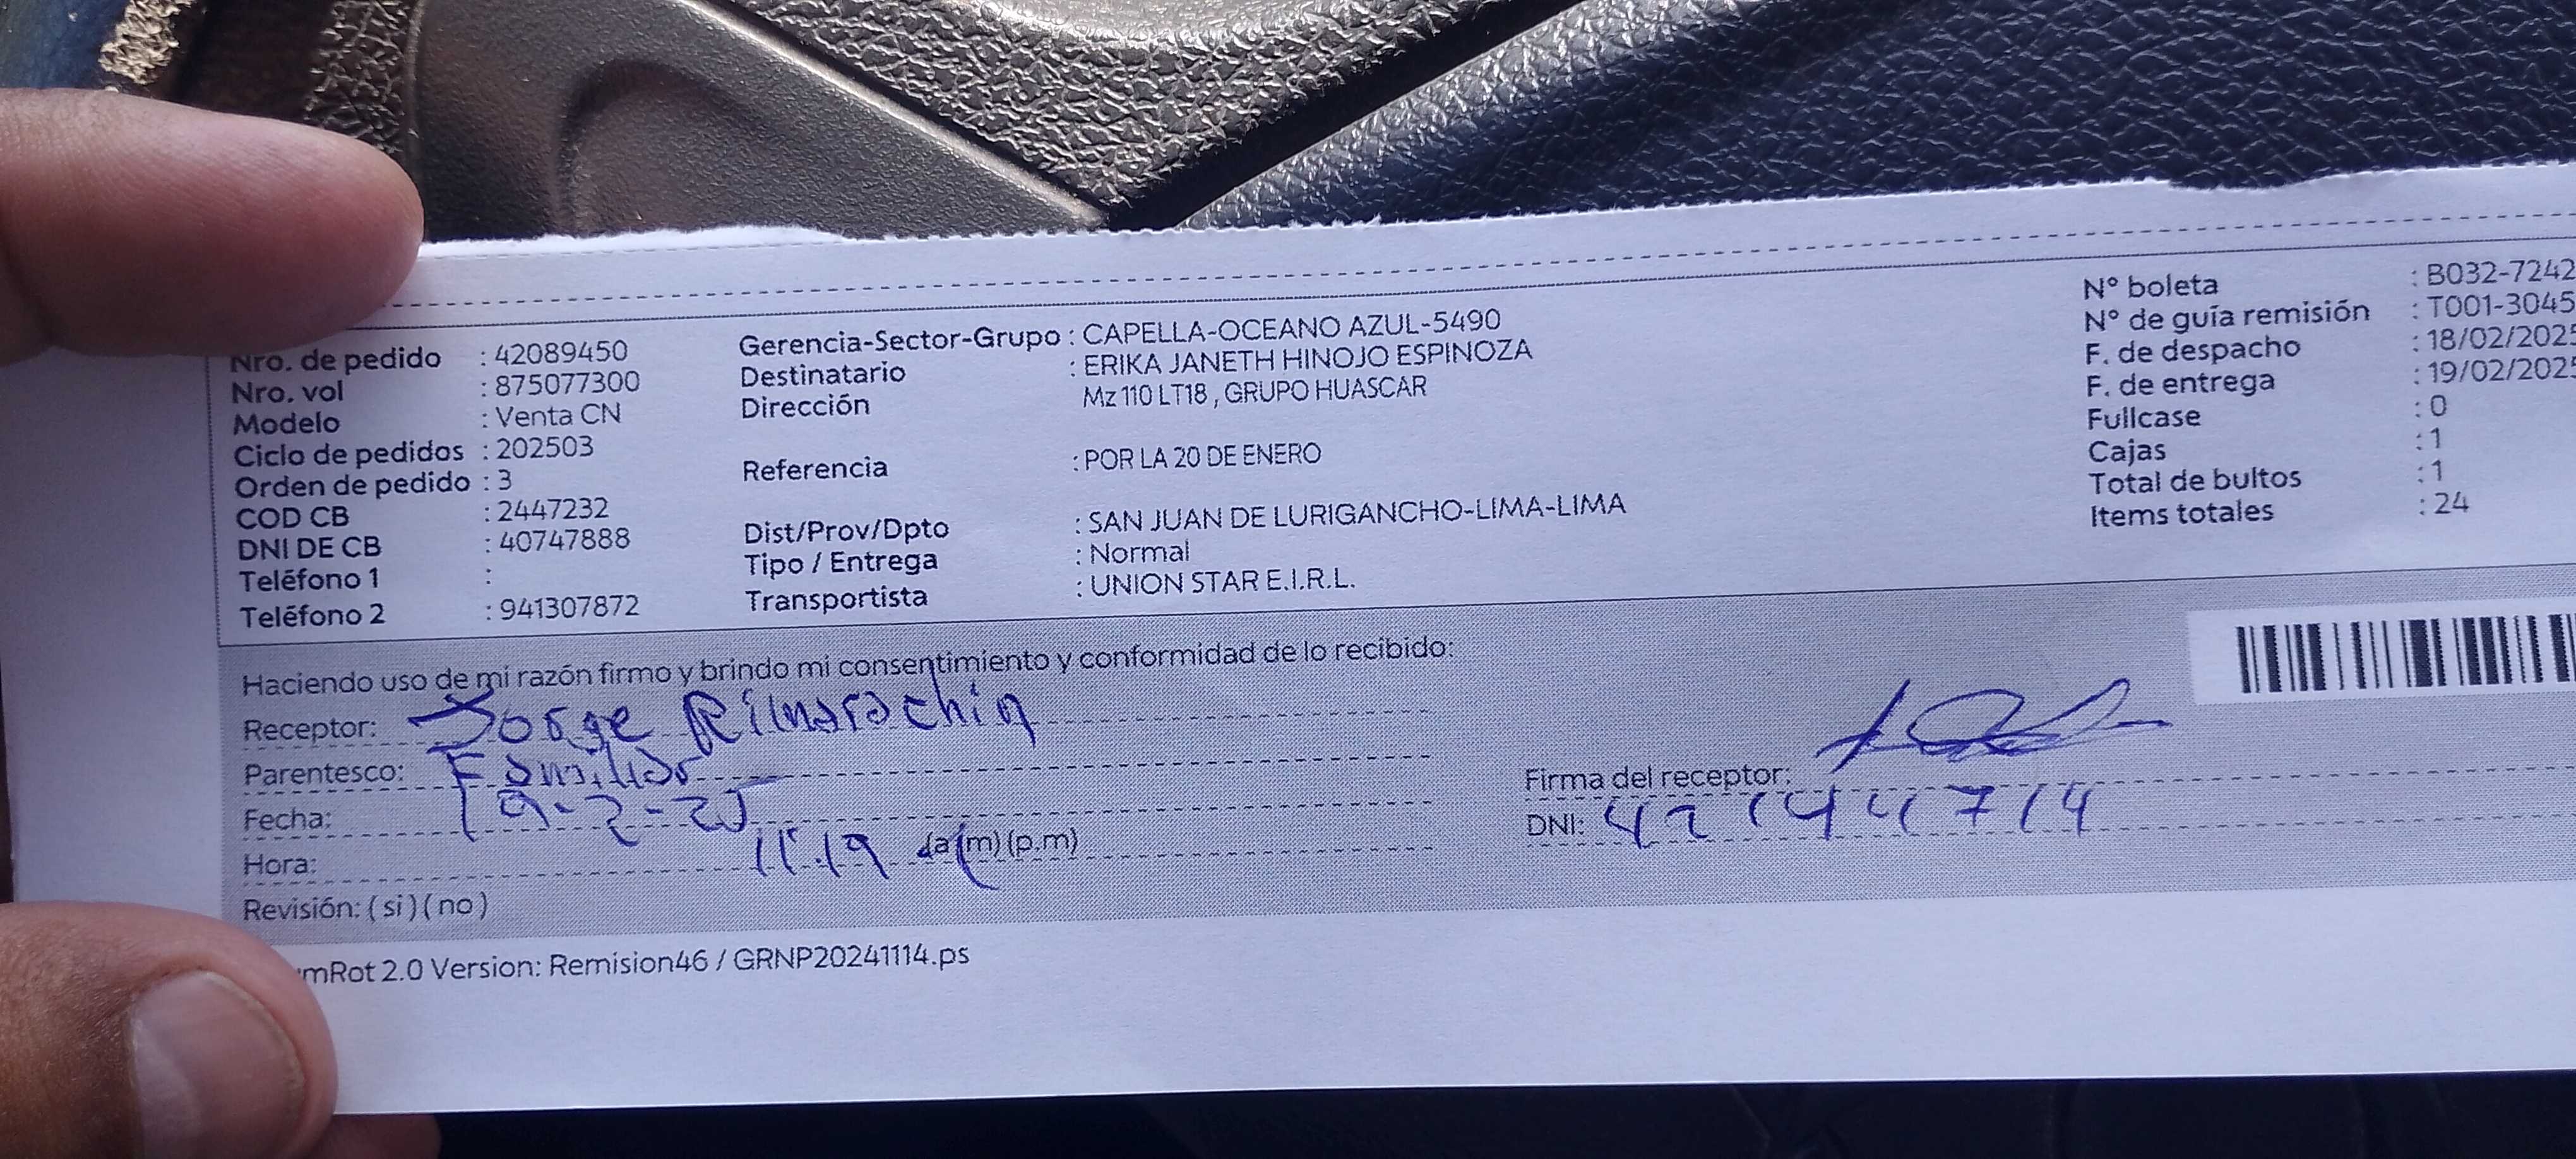 Nro. de pedido : 42089450
Nro. vol : 875077300
Modelo : Venta CN
Ciclo de pedidos : 202503
Orden de pedido : 3
COD CB : 2447232
DNI DE CB : 40747888
Teléfono 1 :
Teléfono 2 : 941307872
Gerencia-Sector-Grupo : CAPELLA-OCEANO AZUL-5490
Destinatario : ERIKA JANETH HINOJO ESPINOZA
Dirección Mz 110 LT18 , GRUPO HUASCAR
Referencia : POR LA 20 DE ENERO
Dist/Prov/Dpto : SAN JUAN DE LURIGANCHO-LIMA-LIMA
Tipo / Entrega : Normal
Transportista : UNION STAR E.I.R.L.
N° boleta : B032-7242
N° de guía remisión : T001-3045
F. de despacho : 18/02/2025
F. de entrega : 19/02/2025
Fullcase : 0
Cajas : 1
Total de bultos : 1
Items totales : 24
Haciendo uso de mi razón firmo y brindo mi consentimiento y conformidad de lo recibido:
Receptor: Jorge Rimarachin
Parentesco: Familiar
Fecha: 19-2-25
Hora: 11:19 (a.m) (p.m)
Revisión: ( si ) ( no )
Firma del receptor:
DNI: 42144714
mRot 2.0 Version: Remision46 / GRNP20241114.ps